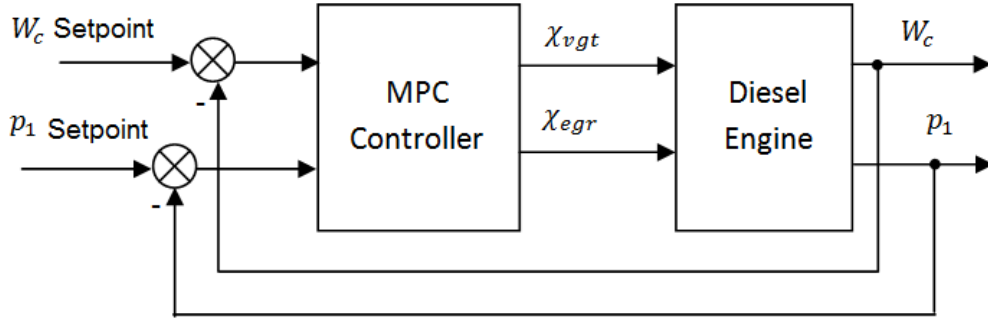 W_c Setpoint
p_1 Setpoint
-
-
MPC
Controller
χ_vgt
χ_egr
Diesel
Engine
W_c
p_1